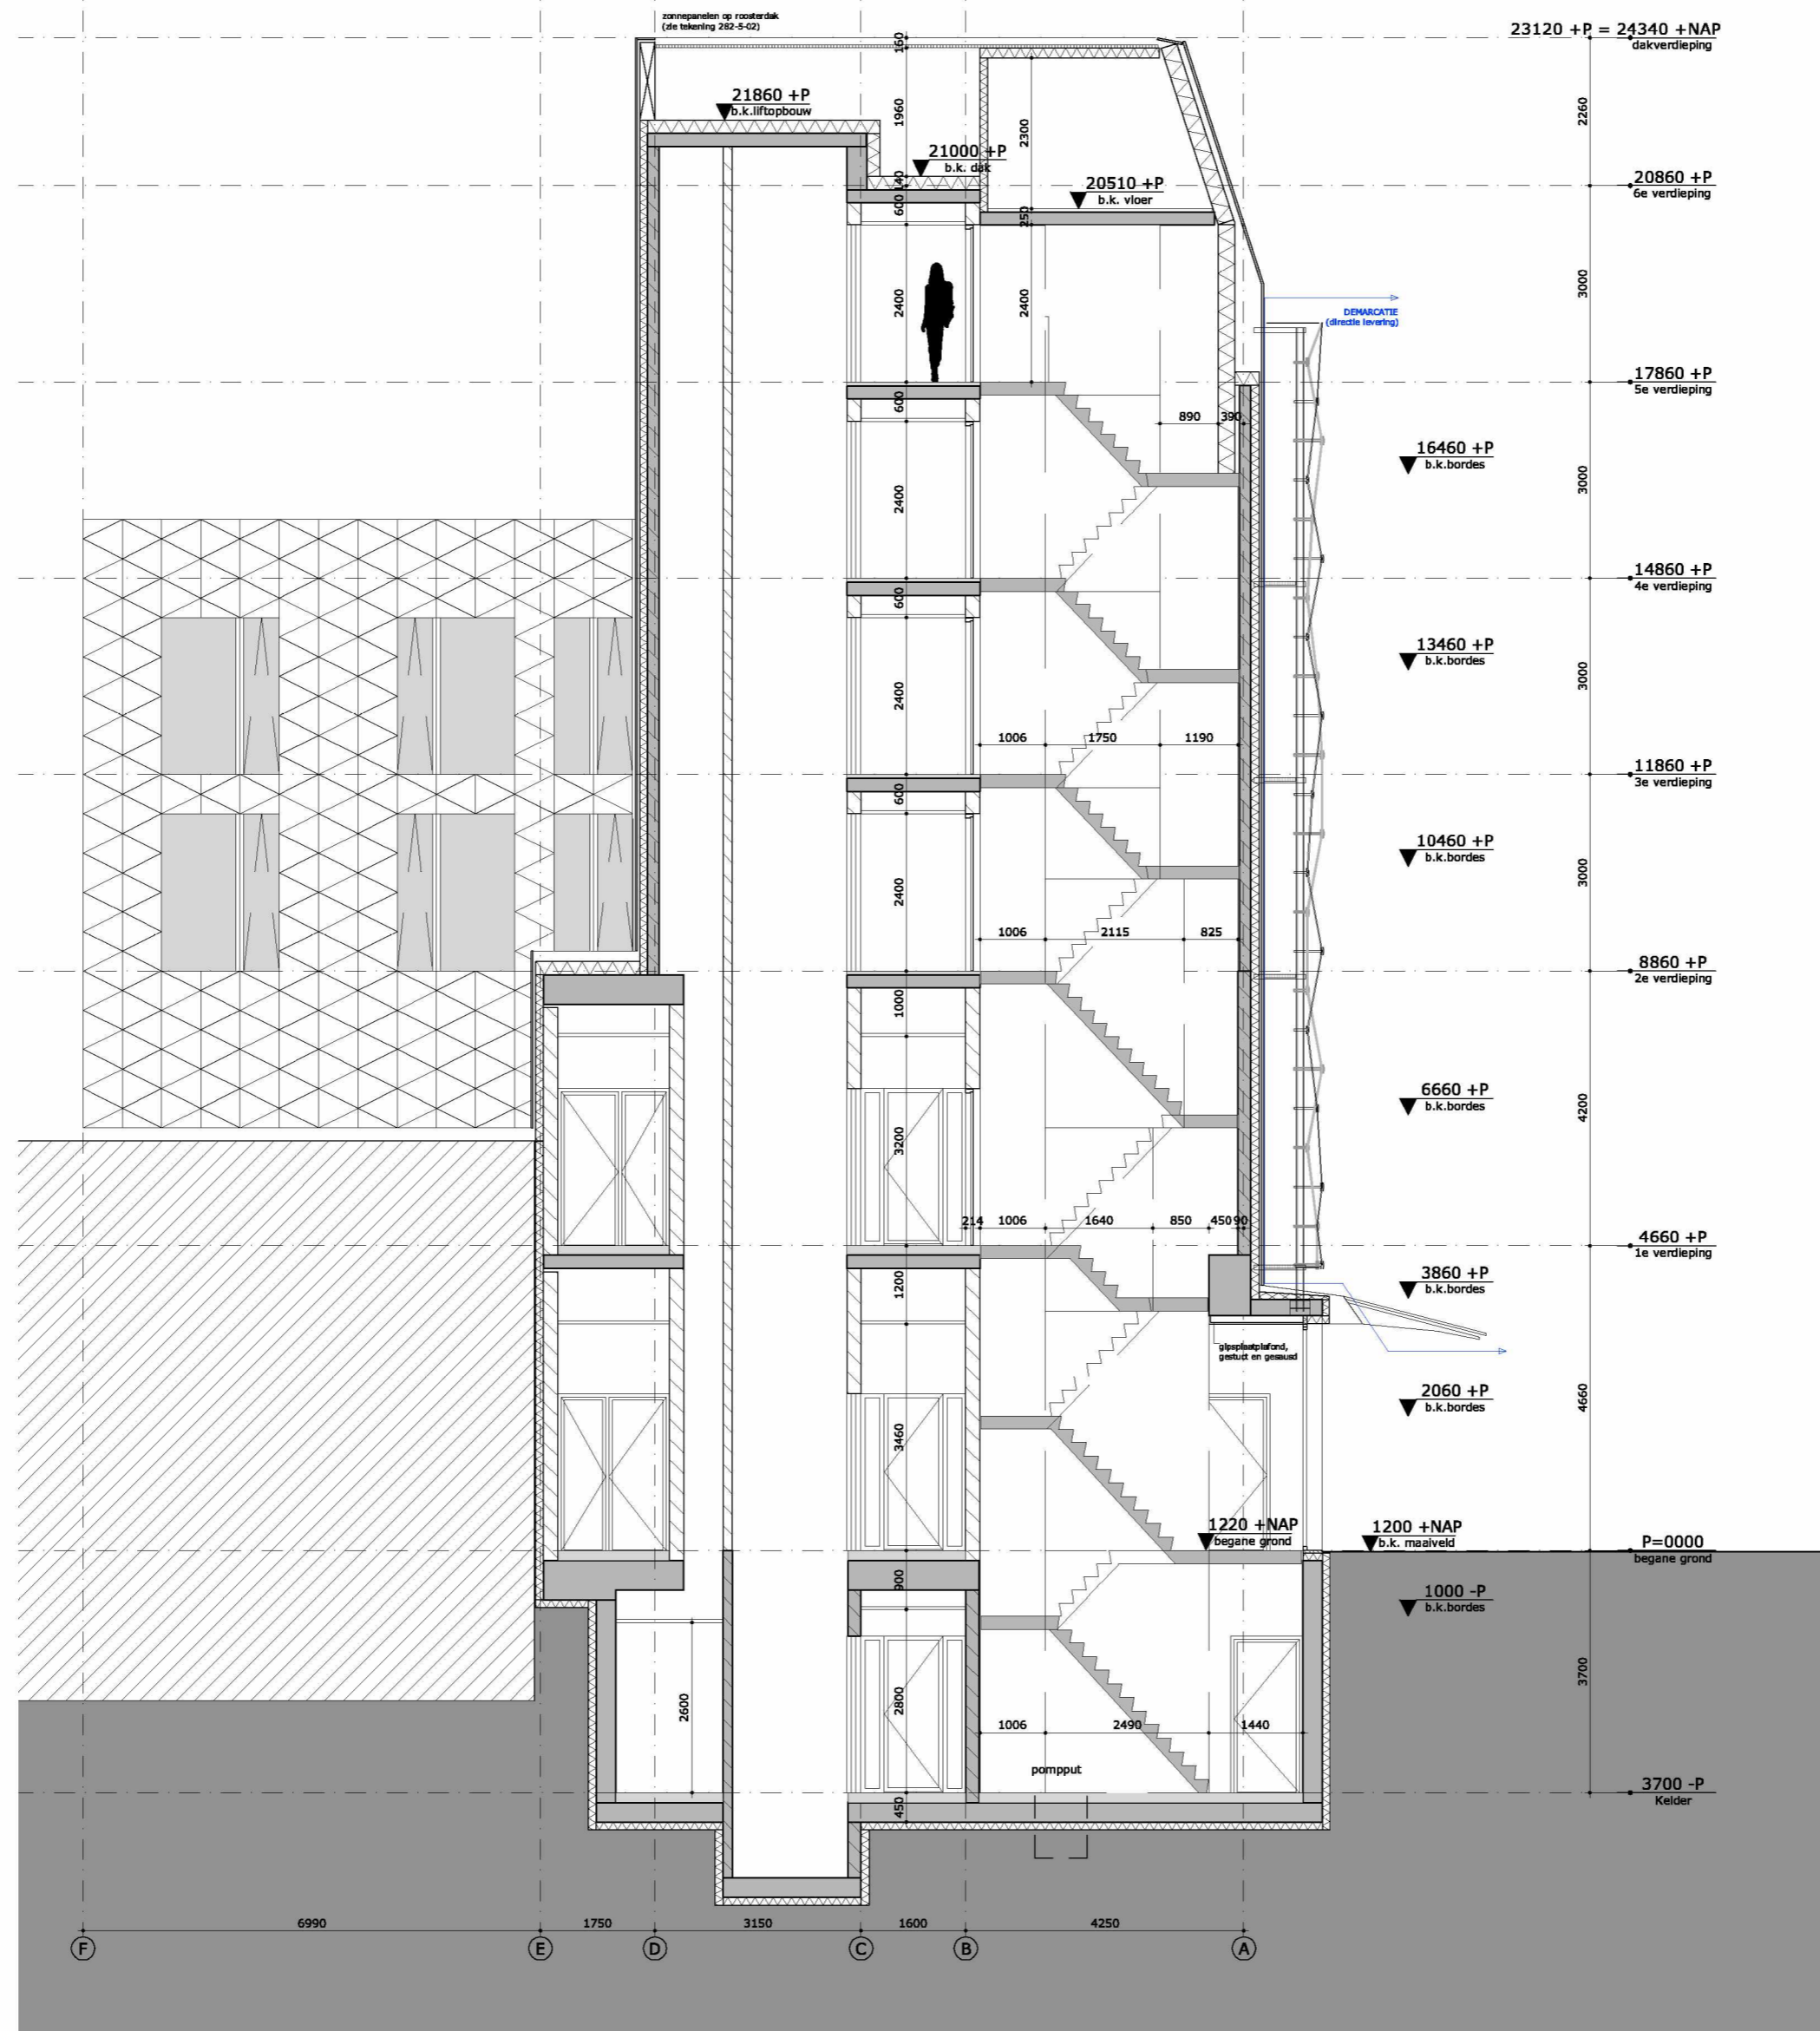 zonnepanelen op roosterdak
(zie tekening 282-5-02)
23120 +P = 24340 +NAP
dakverdieping
160
21860 +P
b.k.liftopbouw
1960
2260
2300
21000 +P
b.k. dak
140
20510 +P
b.k. vloer
20860 +P
6e verdieping
600
250
2400
2400
3000
DEMARCATIE
(directie levering)
17860 +P
5e verdieping
600
890
390
16460 +P
b.k.bordes
2400
3000
14860 +P
4e verdieping
600
13460 +P
b.k.bordes
2400
3000
1006
1750
1190
11860 +P
3e verdieping
600
10460 +P
b.k.bordes
2400
3000
1006
2115
825
8860 +P
2e verdieping
1000
6660 +P
b.k.bordes
4200
3200
214
1006
1640
850
450
90
4660 +P
1e verdieping
1200
3860 +P
b.k.bordes
gipsplaatplafond,
gestuct en gesausd
2060 +P
b.k.bordes
4660
3460
1220 +NAP
begane grond
1200 +NAP
b.k. maaiveld
P=0000
begane grond
900
1000 -P
b.k.bordes
3700
2600
2800
1006
2490
1440
pompput
3700 -P
Kelder
450
6990
1750
3150
1600
4250
F
E
D
C
B
A